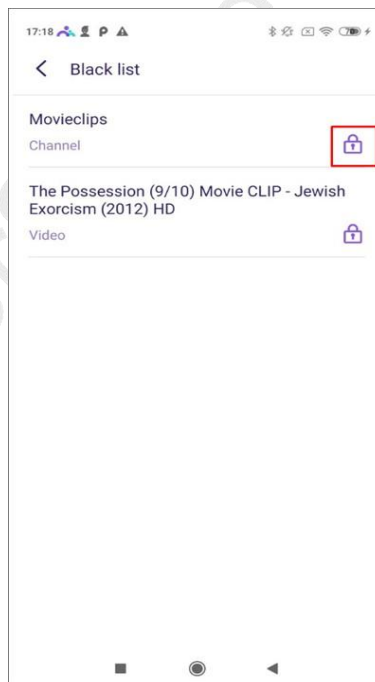 17:18
Black list
Movieclips
Channel
The Possession (9/10) Movie CLIP - Jewish
Exorcism (2012) HD
Video